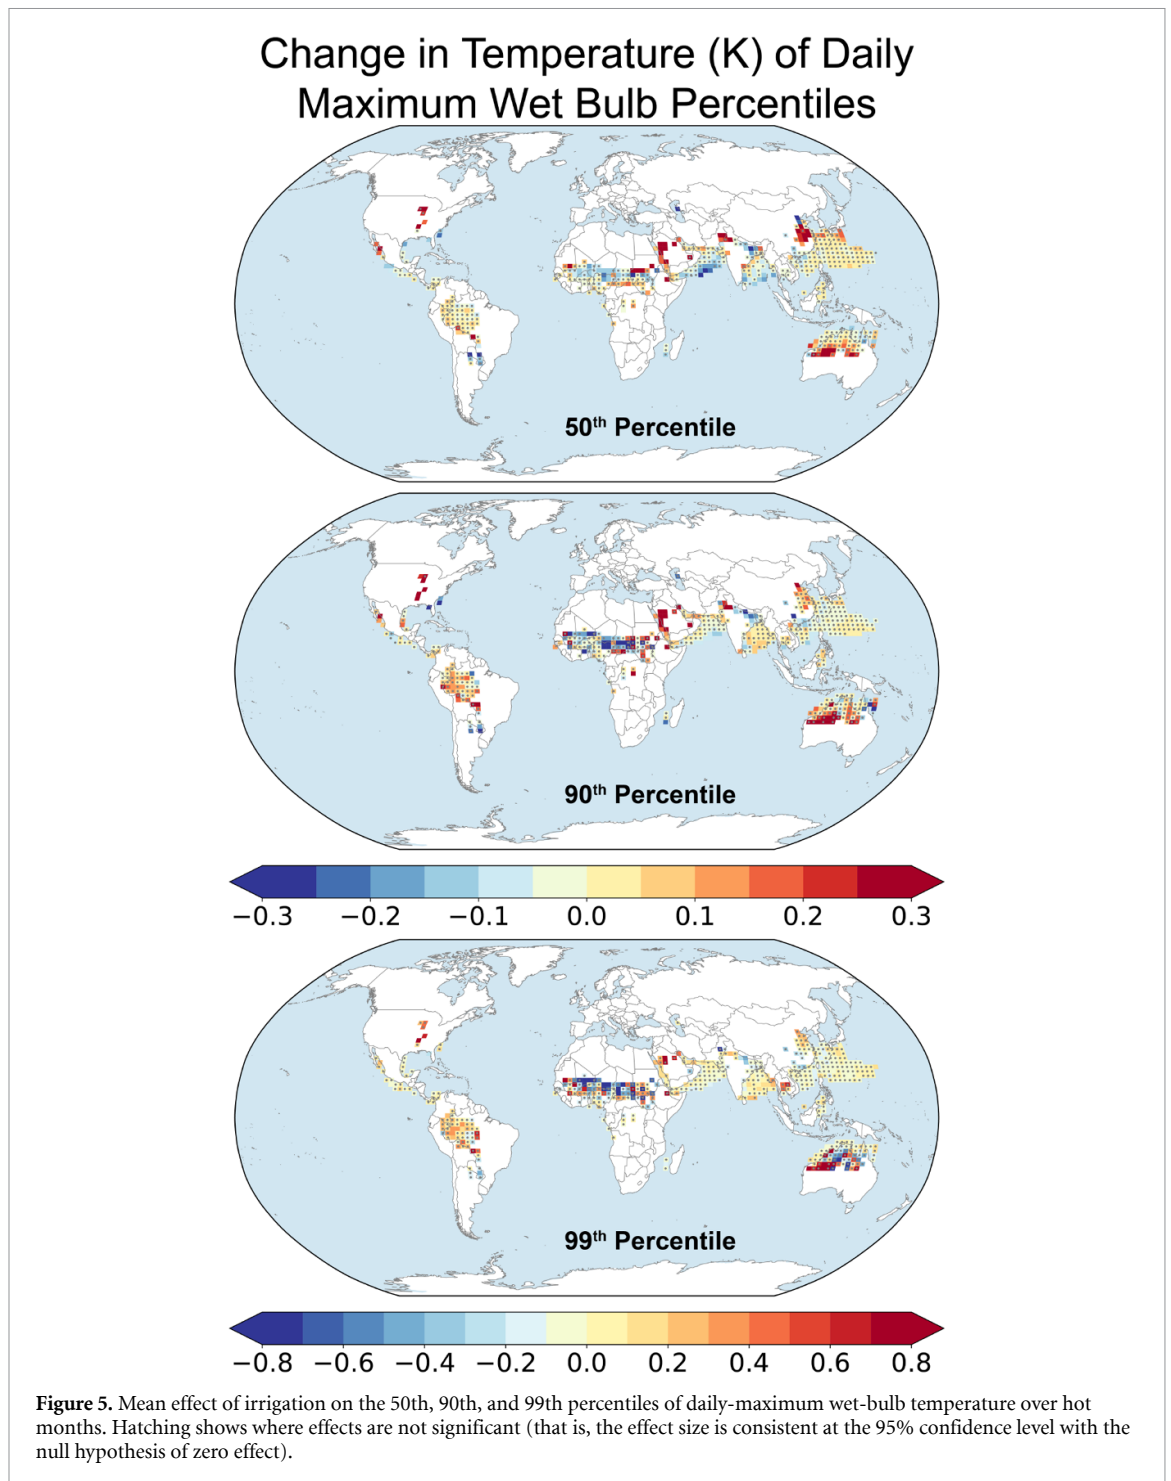 Change in Temperature (K) of Daily
Maximum Wet Bulb Percentiles
50th Percentile
90th Percentile
−0.3 −0.2 −0.1 0.0 0.1 0.2 0.3
99th Percentile
−0.8 −0.6 −0.4 −0.2 0.0 0.2 0.4 0.6 0.8
Figure 5. Mean effect of irrigation on the 50th, 90th, and 99th percentiles of daily-maximum wet-bulb temperature over hot
months. Hatching shows where effects are not significant (that is, the effect size is consistent at the 95% confidence level with the
null hypothesis of zero effect).